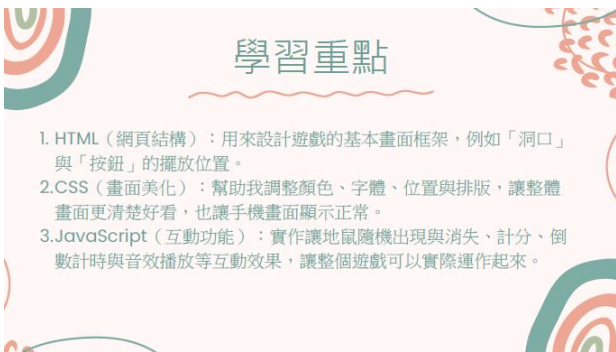 學習重點
1. HTML（網頁結構）：用來設計遊戲的基本畫面框架，例如「洞口」
與「按鈕」的擺放位置。
2.CSS（畫面美化）：幫助我調整顏色、字體、位置與排版，讓整體
畫面更清楚好看，也讓手機畫面顯示正常。
3.JavaScript（互動功能）：實作讓地鼠隨機出現與消失、計分、倒
數計時與音效播放等互動效果，讓整個遊戲可以實際運作起來。